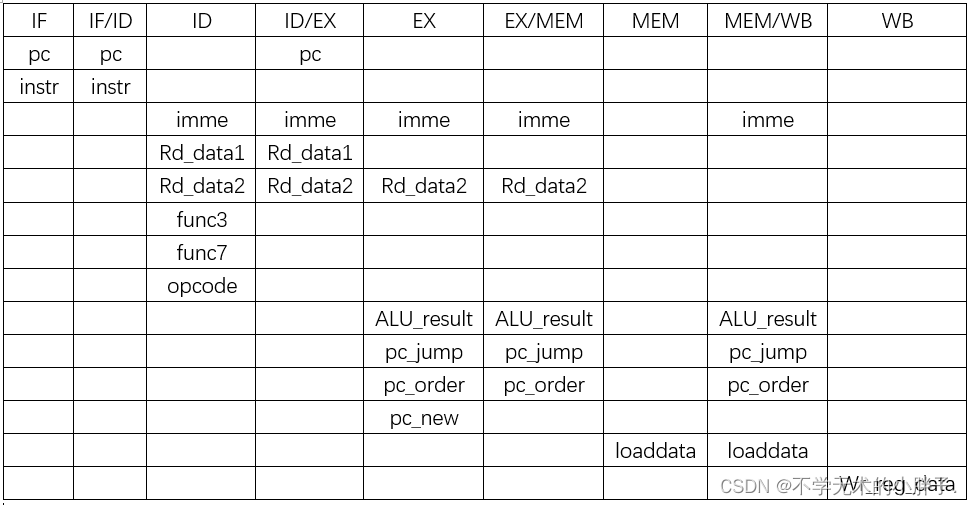 IF IF/ID ID ID/EX EX EX/MEM MEM MEM/WB WB
pc pc pc
instr instr
imme imme imme imme imme
Rd_data1 Rd_data1
Rd_data2 Rd_data2 Rd_data2 Rd_data2
func3
func7
opcode
ALU_result ALU_result ALU_result
pc_jump pc_jump pc_jump
pc_order pc_order pc_order
pc_new
loaddata loaddata
W_reg_data
CSDN @不学无术的小胖子.